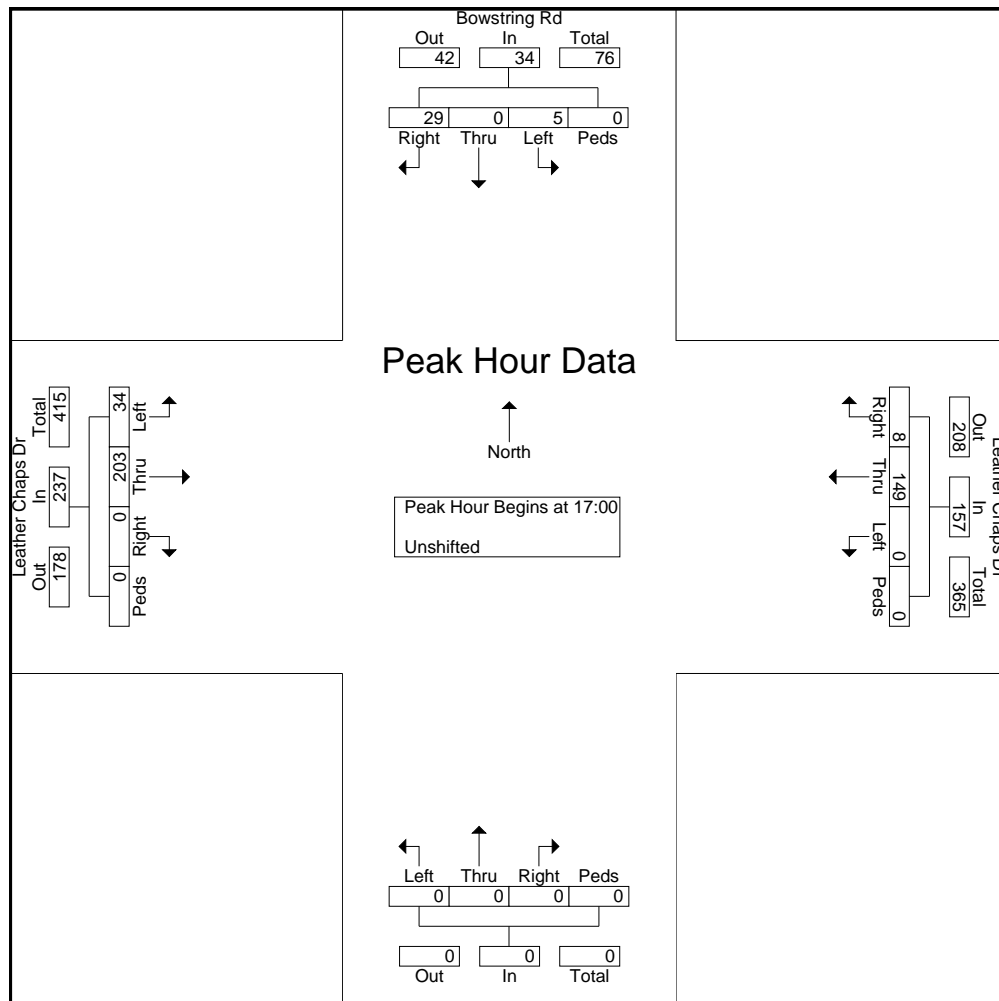 Bowstring Rd
Out In Total
42 34 76
29 0 5 0
Right Thru Left Peds
Peak Hour Data
North
Peak Hour Begins at 17:00
Unshifted
Leather Chaps Dr
Out In Total
178 237 415
Peds Right Thru Left
0 0 203 34
Leather Chaps Dr
Out In Total
208 157 365
Right Thru Left Peds
8 149 0 0
Left Thru Right Peds
0 0 0 0
0 0 0
Out In Total